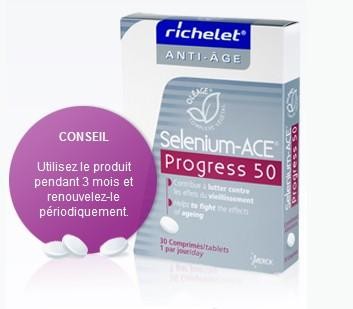 richelet®
ANTI-ÂGE
OLÉACE®
Selenium-ACE®
Progress 50
Contribue à lutter contre
les effets du vieillissement
Helps to fight the effects
of ageing
30 Comprimés/tablets
1 par jour/day
MERCK
Selenium-ACE®
Progress 50
CONSEIL
Utilisez le produit
pendant 3 mois et
renouvelez-le
périodiquement.